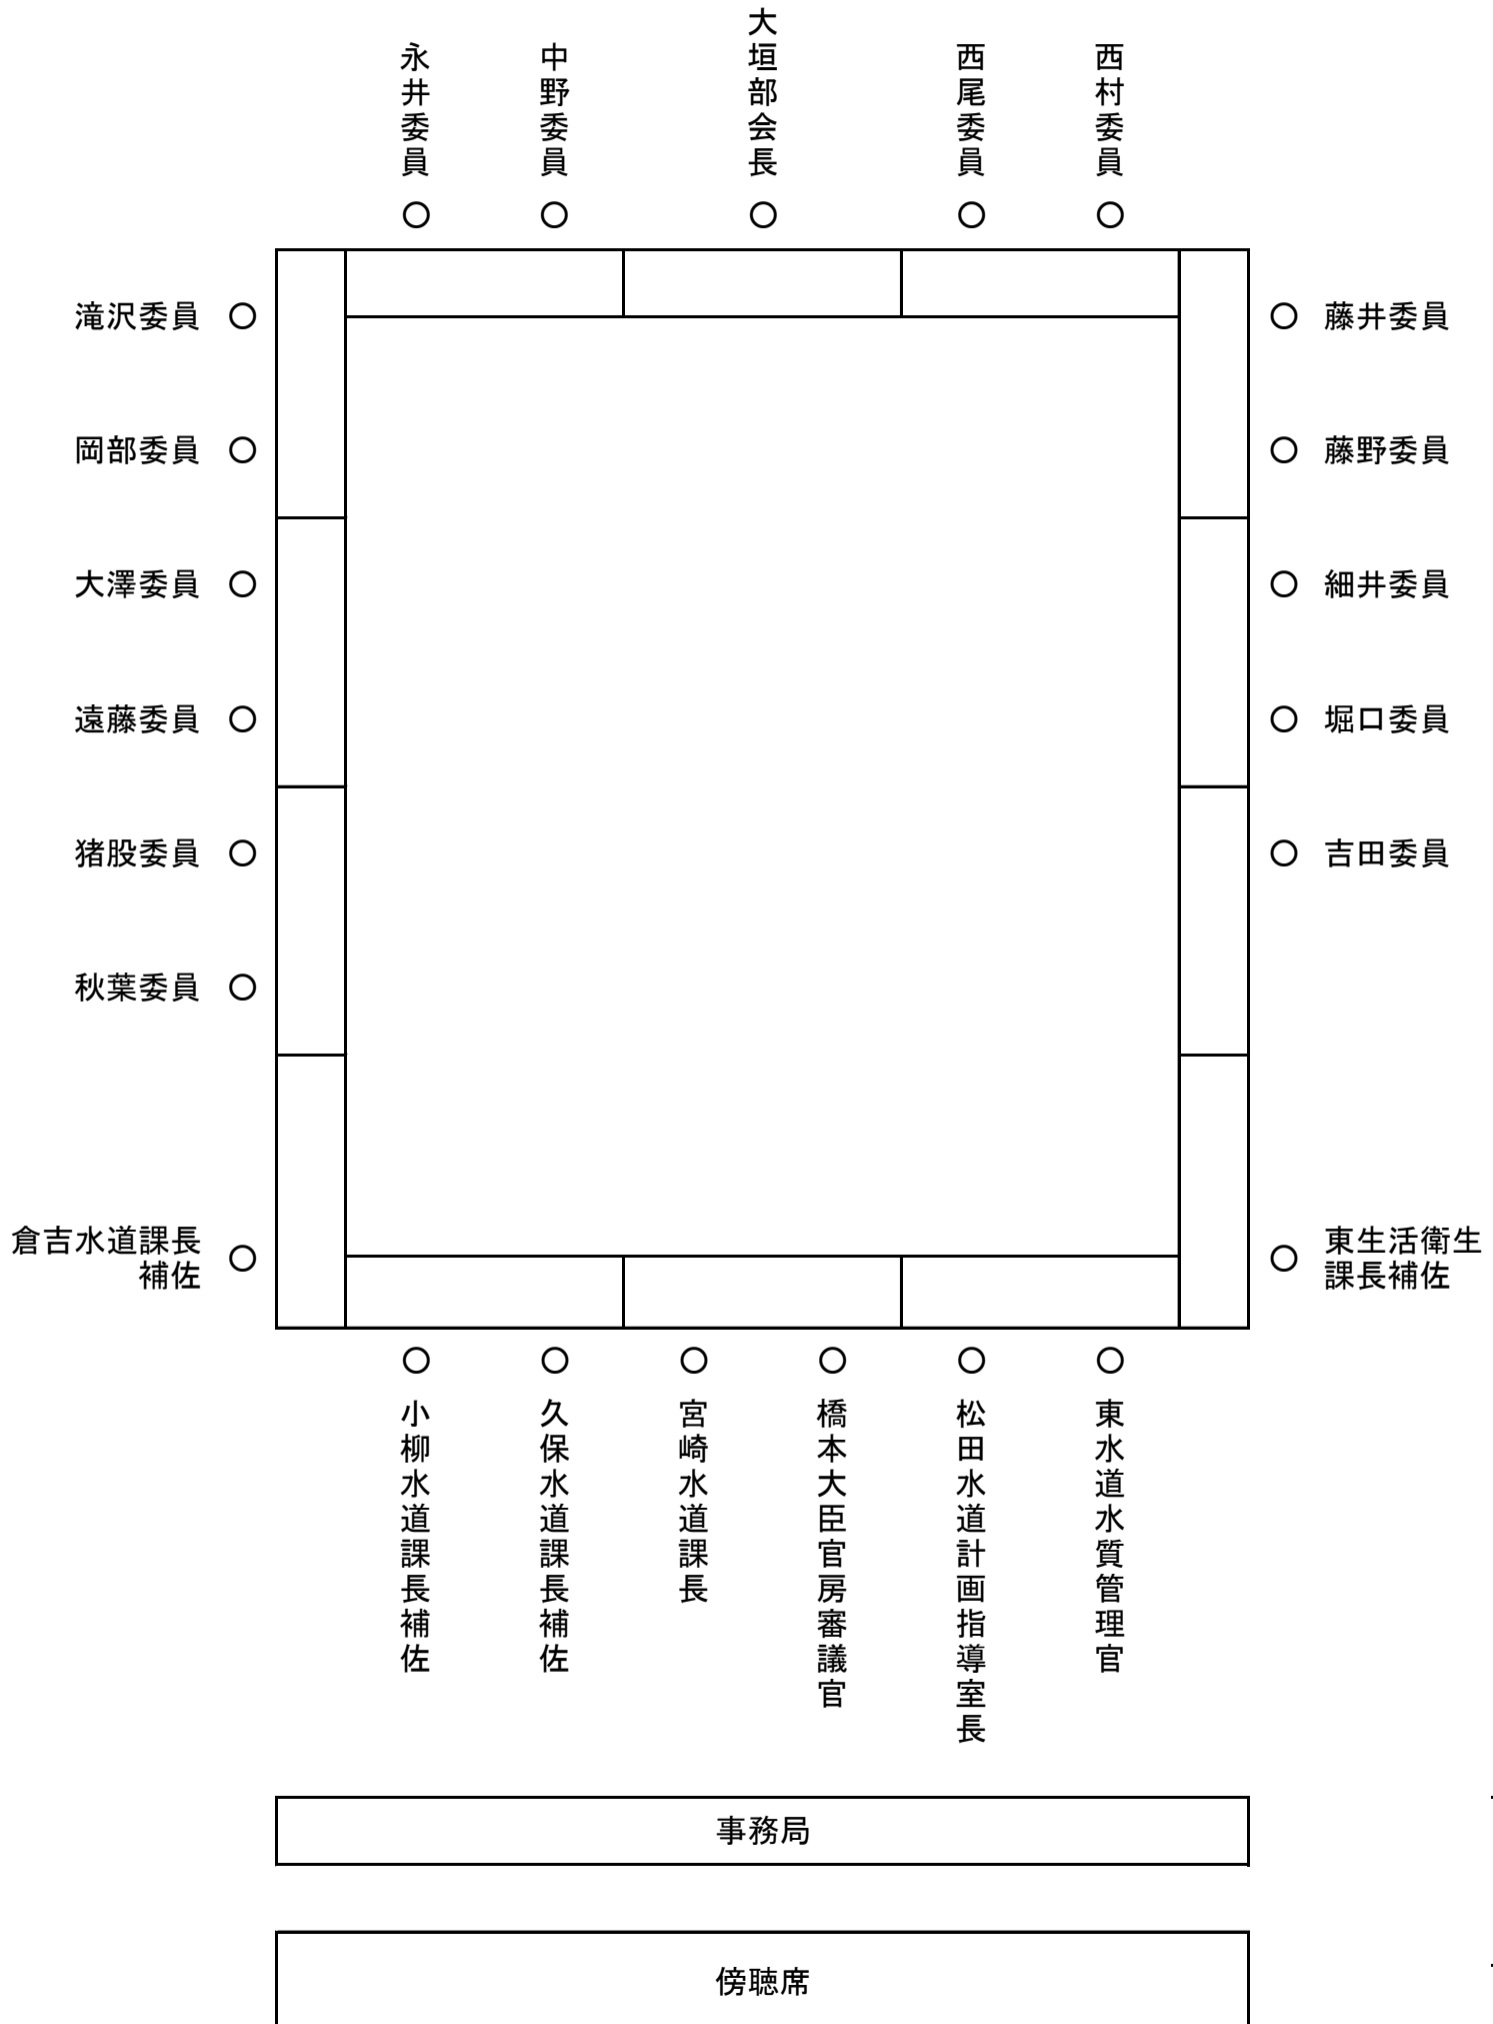 永井委員
中野委員
大垣部会長
西尾委員
西村委員
滝沢委員
藤井委員
岡部委員
藤野委員
大澤委員
細井委員
遠藤委員
堀口委員
猪股委員
吉田委員
秋葉委員
倉吉水道課長
補佐
東生活衛生
課長補佐
小柳水道課長補佐
久保水道課長補佐
宮崎水道課長
橋本大臣官房審議官
松田水道計画指導室長
東水道水質管理官
事務局
傍聴席